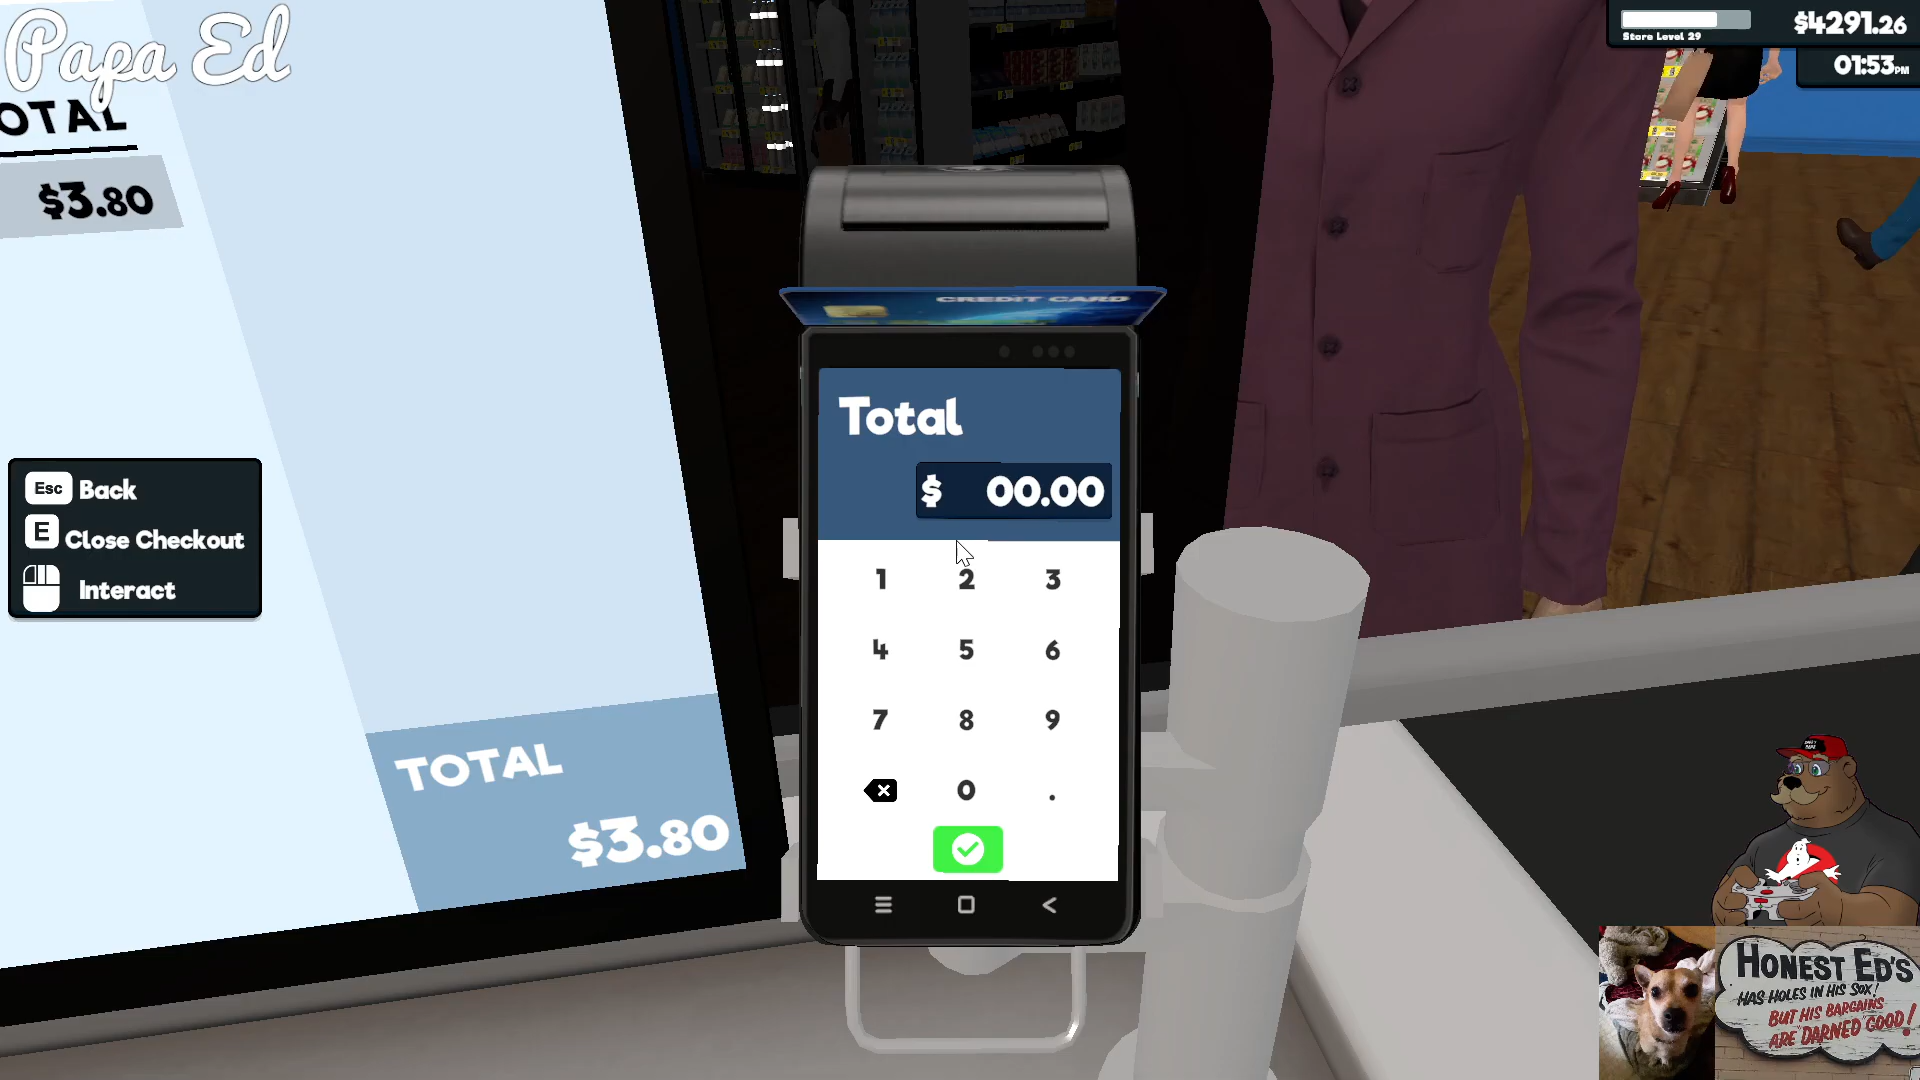 Papa Ed
OTAL
$3.80
Esc Back
E Close Checkout
Interact
TOTAL
$3.80
CREDIT CARD
Total
$ 00.00
1 2 3
4 5 6
7 8 9
0 .
Store Level 29
$4291.26
01:53PM
HONEST ED'S
HAS HOLES IN HIS SOX!
BUT HIS BARGAINS
ARE DARNED GOOD!